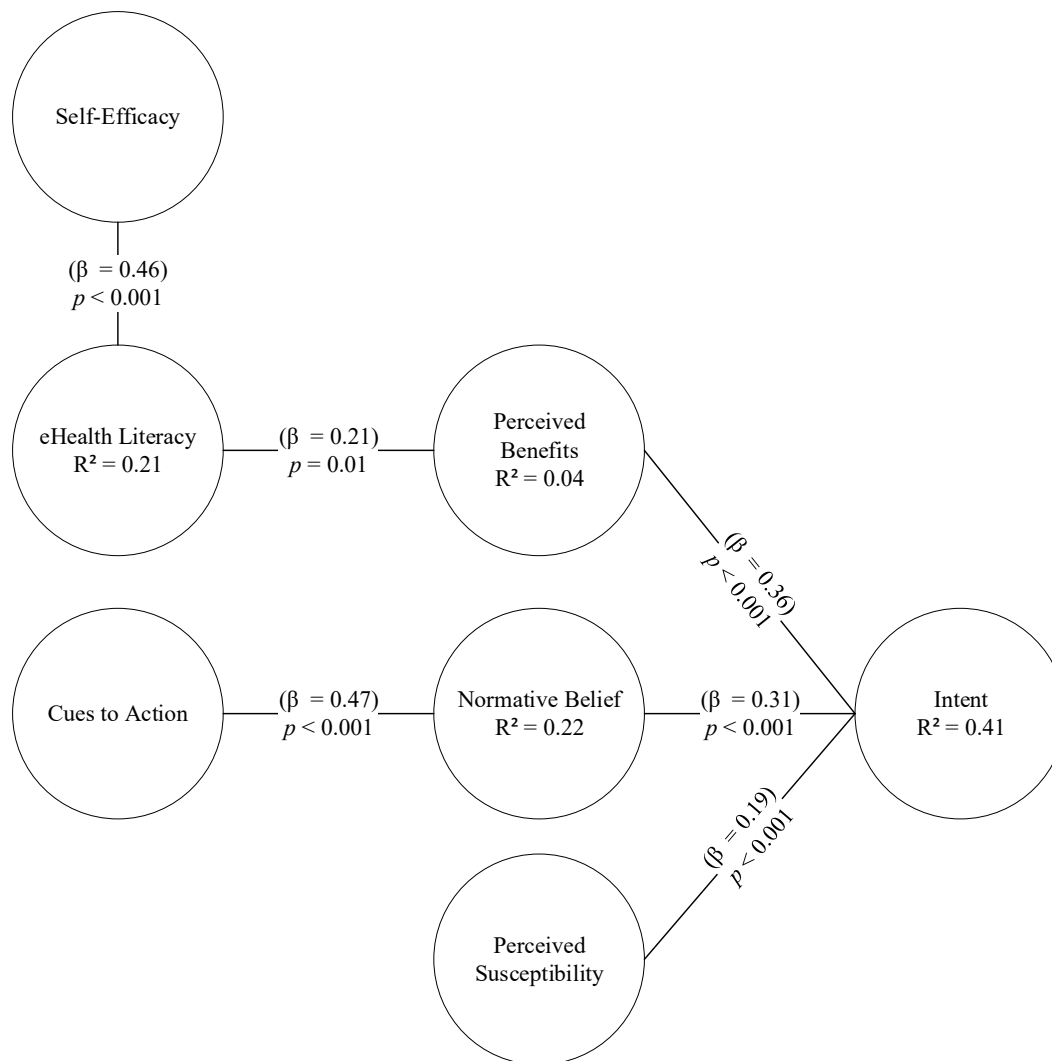 Self-Efficacy
(β = 0.46)
p < 0.001
eHealth Literacy
R² = 0.21
(β = 0.21)
p = 0.01
Perceived
Benefits
R² = 0.04
(β = 0.36)
p < 0.001
Cues to Action
(β = 0.47)
p < 0.001
Normative Belief
R² = 0.22
(β = 0.31)
p < 0.001
Intent
R² = 0.41
(β = 0.19)
p < 0.001
Perceived
Susceptibility